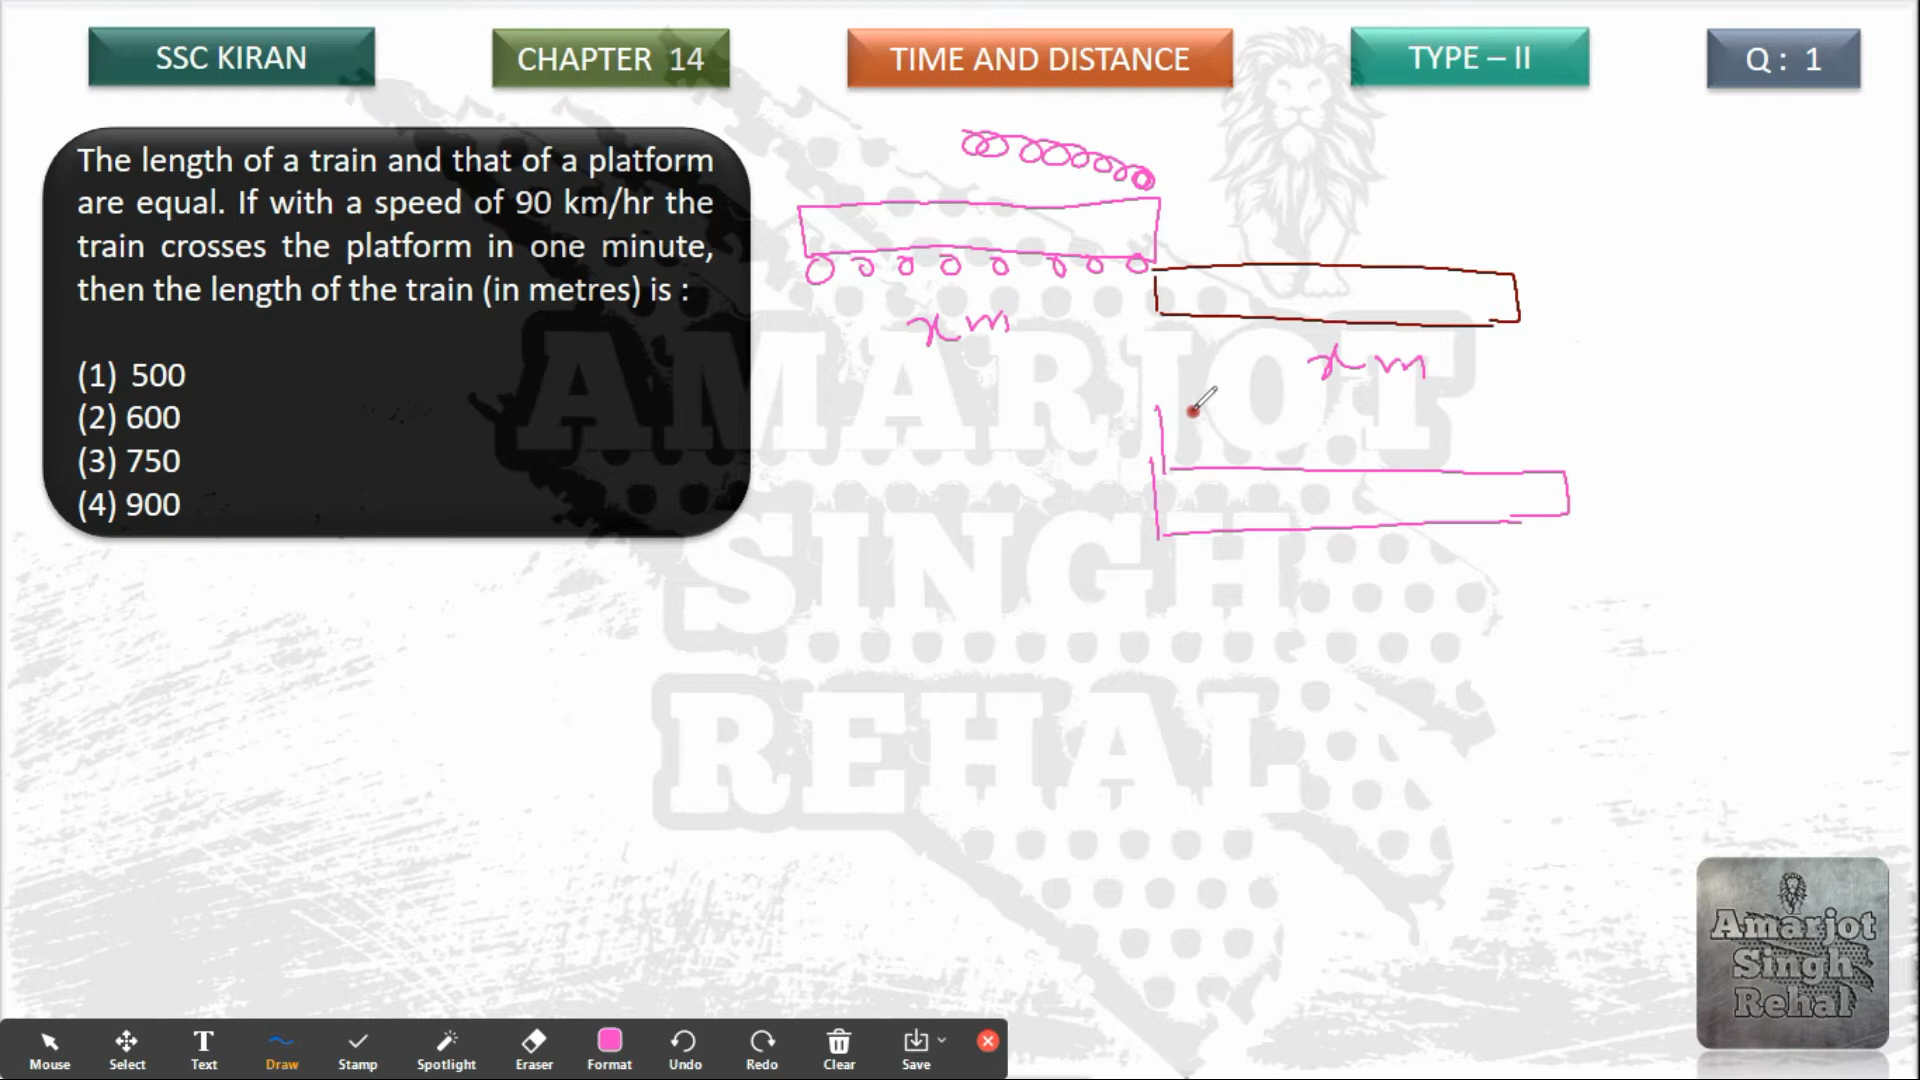 SSC KIRAN
CHAPTER 14
TIME AND DISTANCE
TYPE – II
Q : 1
The length of a train and that of a platform
are equal. If with a speed of 90 km/hr the
train crosses the platform in one minute,
then the length of the train (in metres) is :
(1) 500
(2) 600
(3) 750
(4) 900
x m
x m
AMARJOT
SINGH
REHAL
Amarjot
Singh
Rehal
Mouse
Select
Text
Draw
Stamp
Spotlight
Eraser
Format
Undo
Redo
Clear
Save